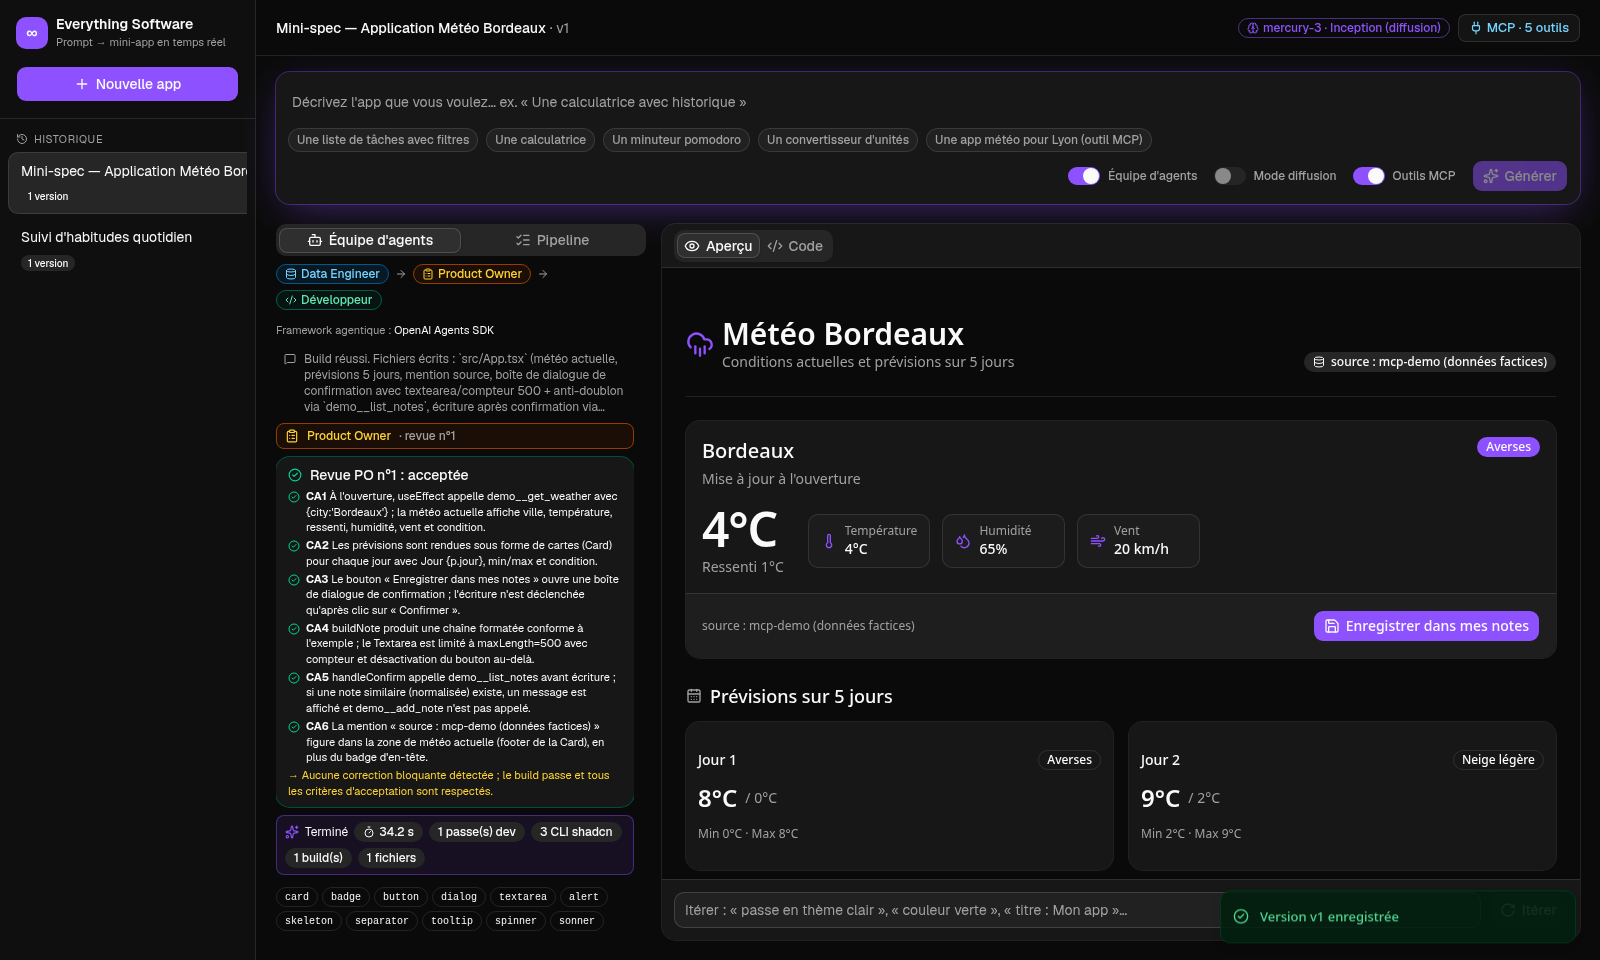 ∞
Everything Software
Prompt → mini-app en temps réel
Nouvelle app
HISTORIQUE
Mini-spec — Application Météo Bor
1 version
Suivi d'habitudes quotidien
1 version
Mini-spec — Application Météo Bordeaux · v1
mercury-3 · Inception (diffusion)
MCP · 5 outils
Décrivez l'app que vous voulez... ex. « Une calculatrice avec historique »
Une liste de tâches avec filtres
Une calculatrice
Un minuteur pomodoro
Un convertisseur d'unités
Une app météo pour Lyon (outil MCP)
Équipe d'agents
Mode diffusion
Outils MCP
Générer
Équipe d'agents
Pipeline
Data Engineer →
Product Owner →
Développeur
Framework agentique : OpenAI Agents SDK
Build réussi. Fichiers écrits : `src/App.tsx` (météo actuelle,
prévisions 5 jours, mention source, boîte de dialogue de
confirmation avec textearea/compteur 500 + anti-doublon
via `demo__list_notes`, écriture après confirmation via...
Product Owner · revue n°1
Revue PO n°1 : acceptée
CA1 À l'ouverture, useEffect appelle demo__get_weather avec
{city:'Bordeaux'} ; la météo actuelle affiche ville, température,
ressenti, humidité, vent et condition.
CA2 Les prévisions sont rendues sous forme de cartes (Card)
pour chaque jour avec Jour {p.jour}, min/max et condition.
CA3 Le bouton « Enregistrer dans mes notes » ouvre une boîte
de dialogue de confirmation ; l'écriture n'est déclenchée
qu'après clic sur « Confirmer ».
CA4 buildNote produit une chaîne formatée conforme à
l'exemple ; le Textarea est limité à maxLength=500 avec
compteur et désactivation du bouton au-delà.
CA5 handleConfirm appelle demo__list_notes avant écriture ;
si une note similaire (normalisée) existe, un message est
affiché et demo__add_note n'est pas appelé.
CA6 La mention « source : mcp-demo (données factices) »
figure dans la zone de météo actuelle (footer de la Card), en
plus du badge d'en-tête.
→ Aucune correction bloquante détectée ; le build passe et tous
les critères d'acceptation sont respectés.
Terminé
34.2 s
1 passe(s) dev
3 CLI shadcn
1 build(s)
1 fichiers
card
badge
button
dialog
textarea
alert
skeleton
separator
tooltip
spinner
sonner
Aperçu
Code
Météo Bordeaux
Conditions actuelles et prévisions sur 5 jours
source : mcp-demo (données factices)
Bordeaux
Averses
Mise à jour à l'ouverture
4°C
Ressenti 1°C
Température
4°C
Humidité
65%
Vent
20 km/h
source : mcp-demo (données factices)
Enregistrer dans mes notes
Prévisions sur 5 jours
Jour 1
Averses
8°C / 0°C
Min 0°C · Max 8°C
Jour 2
Neige légère
9°C / 2°C
Min 2°C · Max 9°C
Itérer : « passe en thème clair », « couleur verte », « titre : Mon app »...
Itérer
Version v1 enregistrée